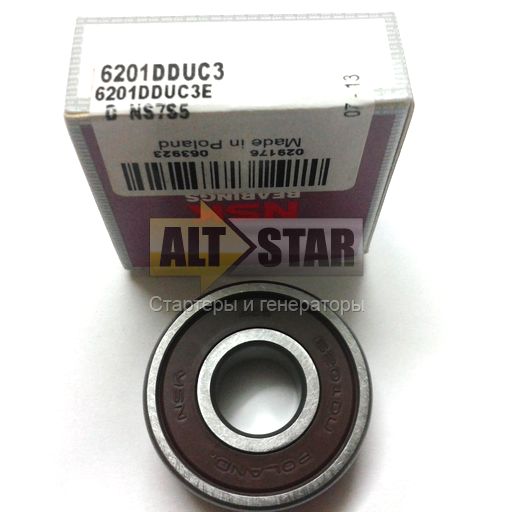 6201DDUC3
6201DDUC3E
D NS7S5
07-13
Made in Poland
029176
063923
NSK
BEARINGS
ALT STAR
Стартеры и генераторы
6201DU
NSK
POLAND